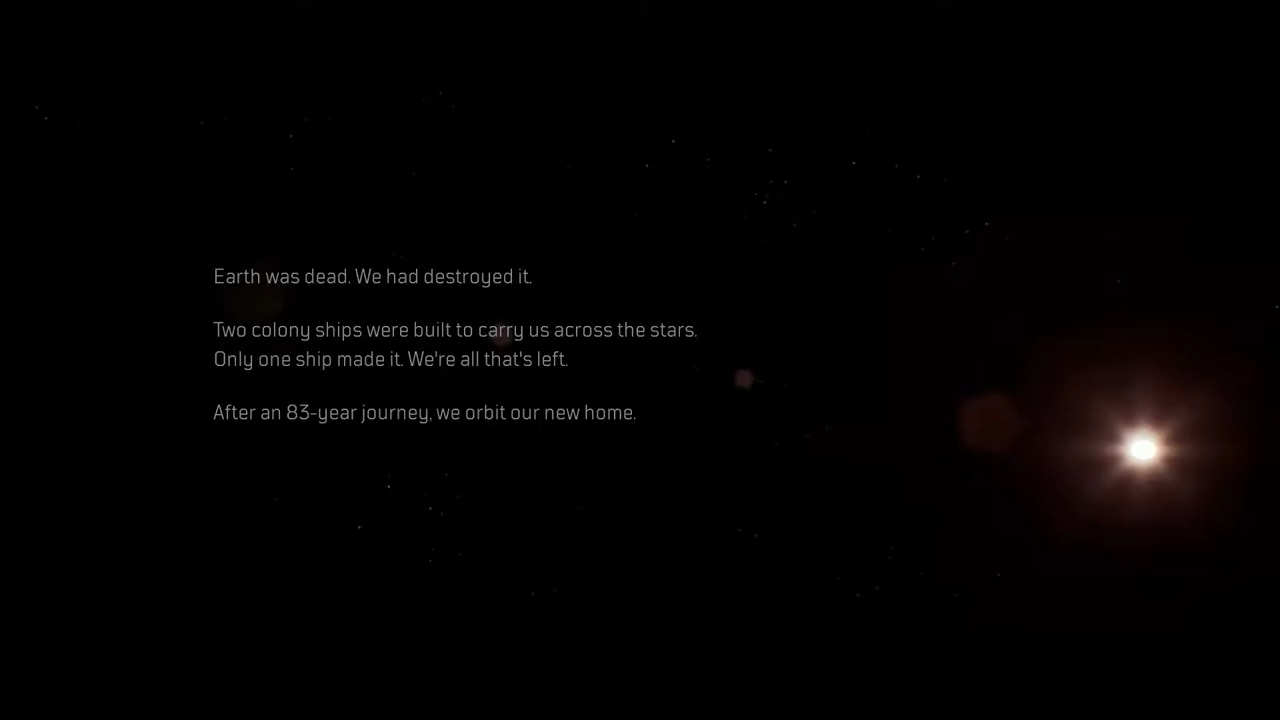 Earth was dead. We had destroyed it.
Two colony ships were built to carry us across the stars.
Only one ship made it. We're all that's left.
After an 83-year journey, we orbit our new home.